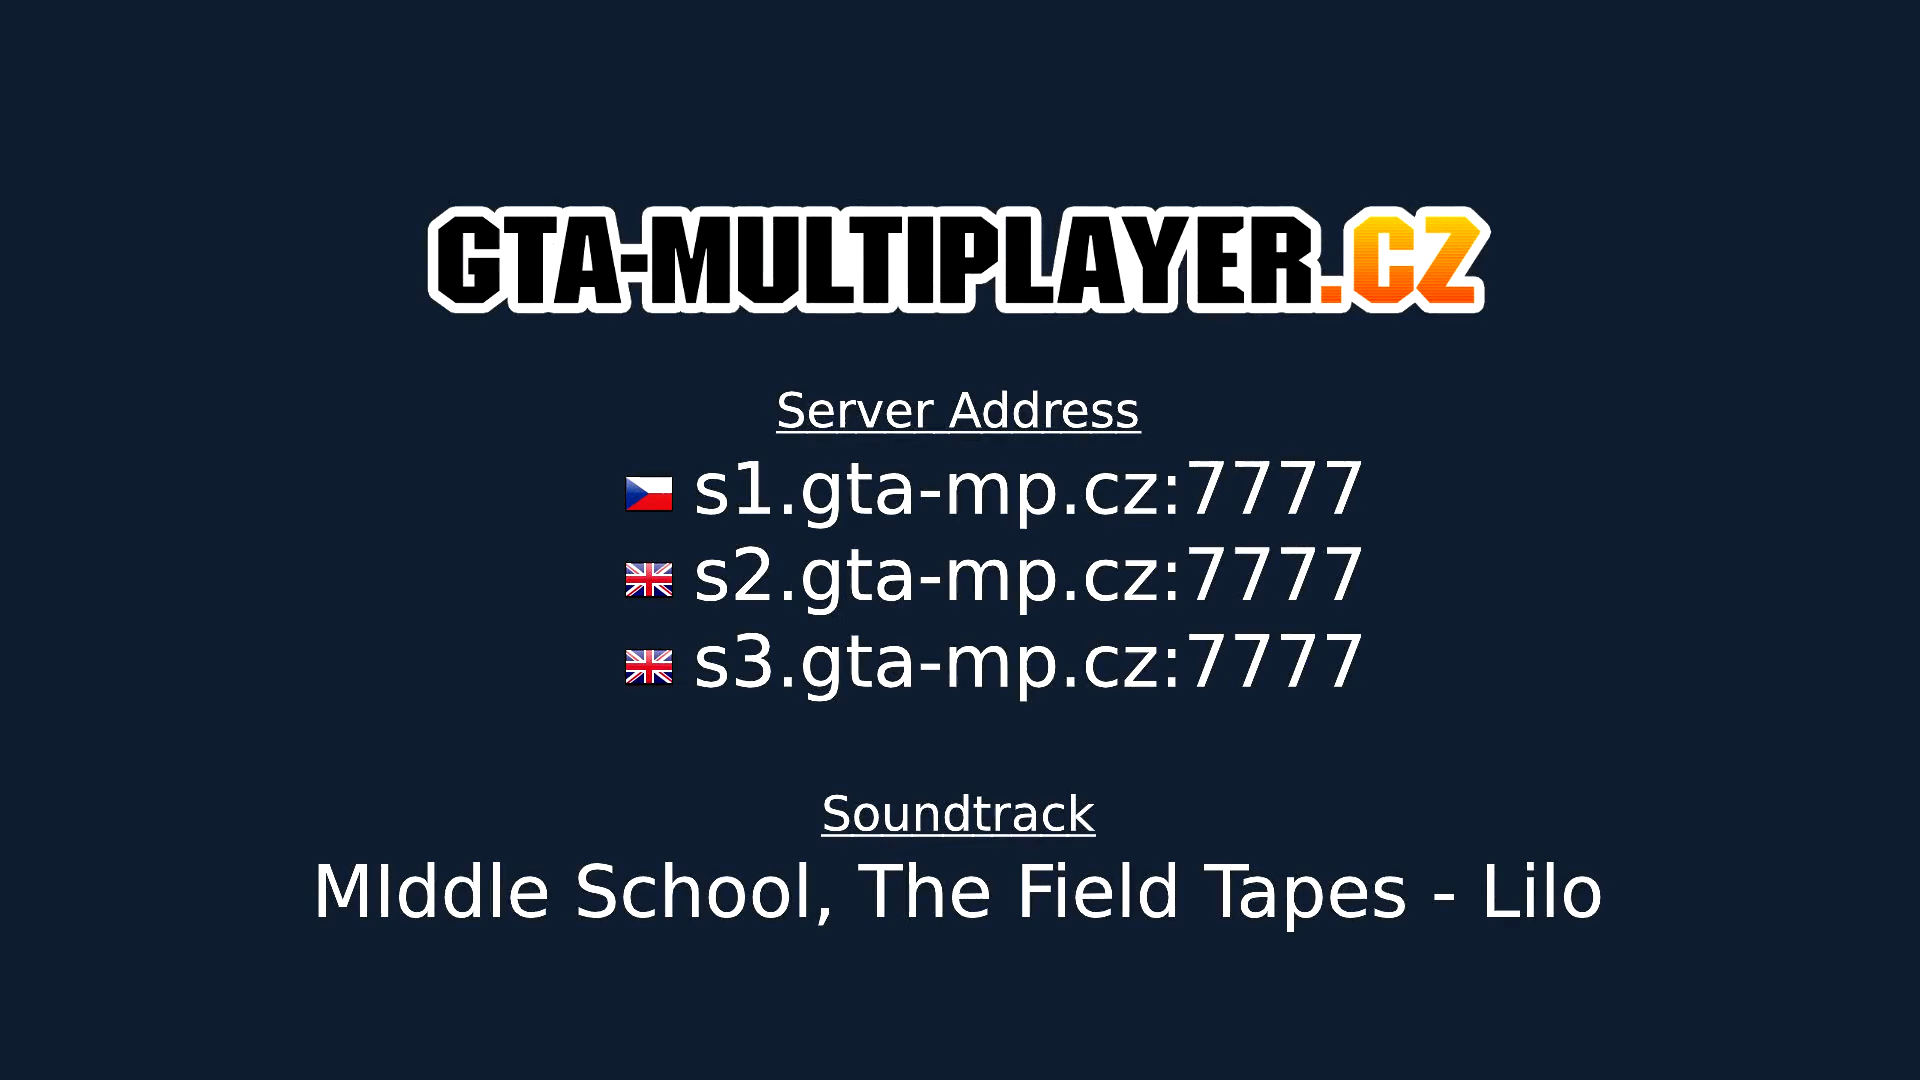 GTA-MULTIPLAYER.CZ
Server Address
s1.gta-mp.cz:7777
s2.gta-mp.cz:7777
s3.gta-mp.cz:7777
Soundtrack
MIddle School, The Field Tapes - Lilo